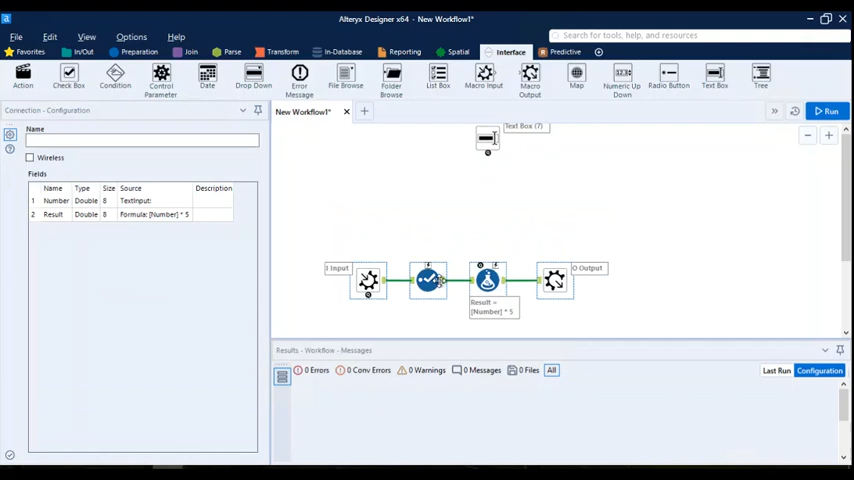 Alteryx Designer x64 - New Workflow1*
File Edit View Options Help
Search for tools, help, and resources
Favorites In/Out Preparation Join Parse Transform In-Database Reporting Spatial Interface Predictive
Action Check Box Condition Control Parameter Date Drop Down Error Message File Browse Folder Browse List Box Macro Input Macro Output Map Numeric Up Down Radio Button Text Box Tree
Connection - Configuration
New Workflow1*
Run
Name
Wireless
Fields
Name Type Size Source Description
1 Number Double 8 TextInput:
2 Result Double 8 Formula: [Number] * 5
Text Box (7)
I Input
O Output
Result =
[Number] * 5
Results - Workflow - Messages
0 Errors 0 Conv Errors 0 Warnings 0 Messages 0 Files All
Last Run Configuration